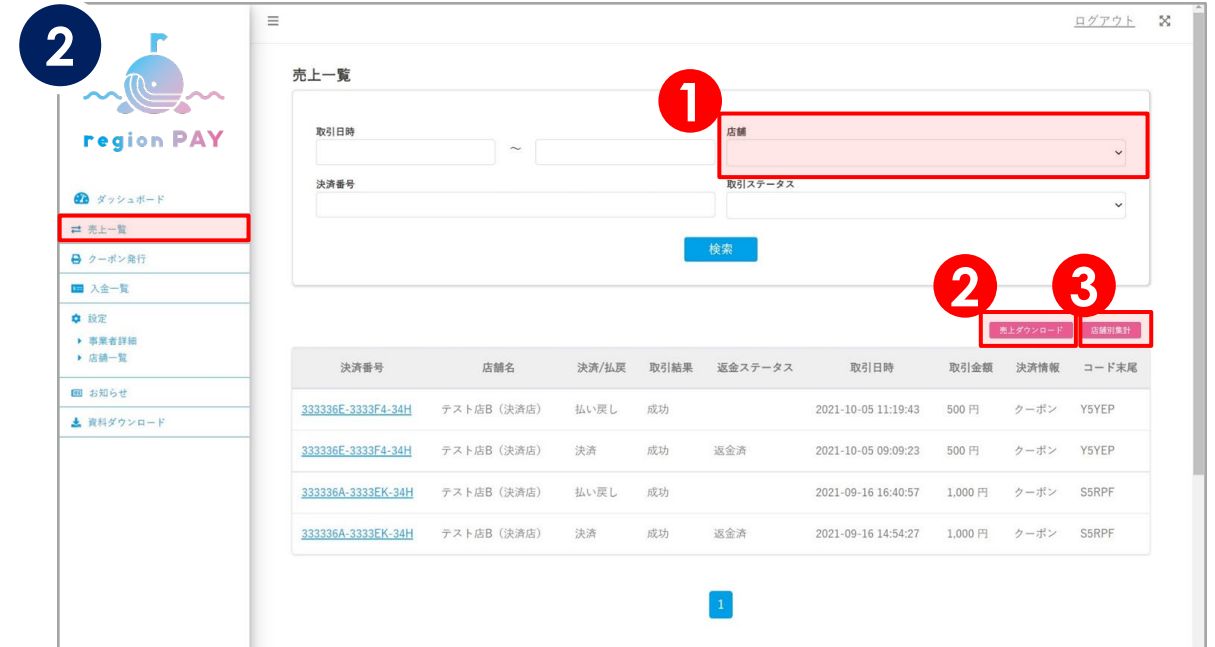 2
ログアウト
region PAY
ダッシュボード
売上一覧
クーポン発行
入金一覧
設定
事業者詳細
店舗一覧
お知らせ
資料ダウンロード
売上一覧
1
取引日時
～
店舗
決済番号
取引ステータス
検索
2
3
売上ダウンロード 店舗別集計
決済番号 店舗名 決済/払戻 取引結果 返金ステータス 取引日時 取引金額 決済情報 コード末尾
333336E-3333F4-34H テスト店B（決済店） 払い戻し 成功 2021-10-05 11:19:43 500 円 クーポン Y5YEP
333336E-3333F4-34H テスト店B（決済店） 決済 成功 返金済 2021-10-05 09:09:23 500 円 クーポン Y5YEP
333336A-3333EK-34H テスト店B（決済店） 払い戻し 成功 2021-09-16 16:40:57 1,000 円 クーポン S5RPF
333336A-3333EK-34H テスト店B（決済店） 決済 成功 返金済 2021-09-16 14:54:27 1,000 円 クーポン S5RPF
1